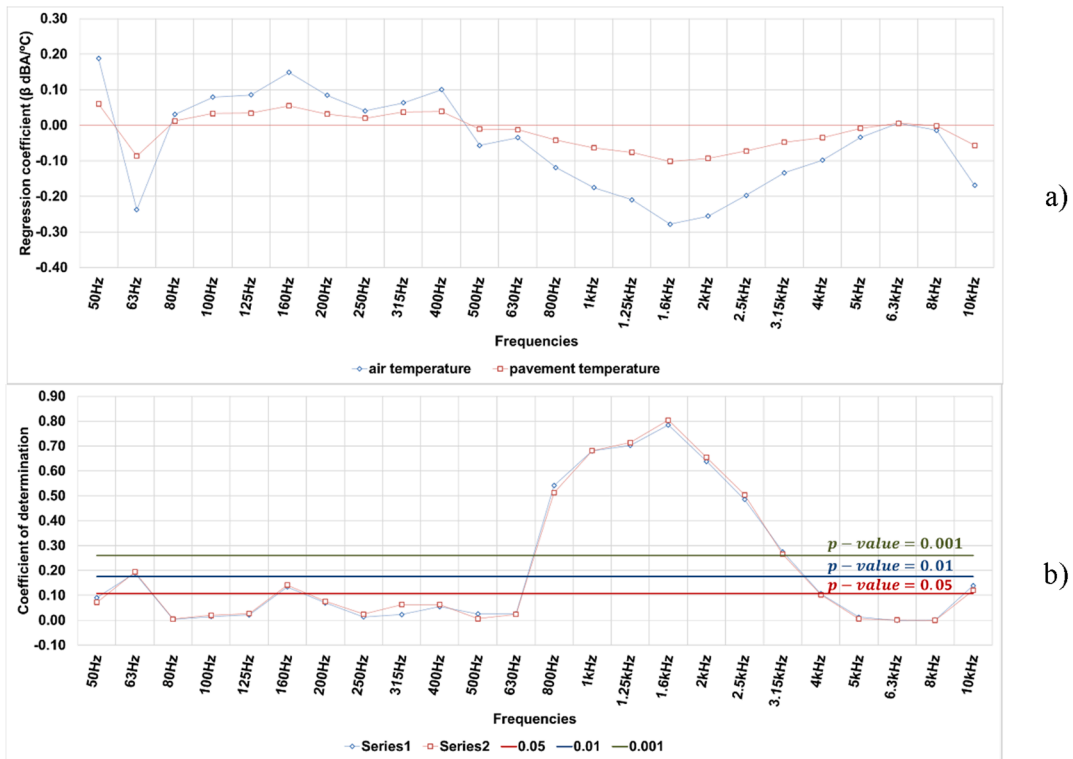 0.30
0.20
0.10
0.00
-0.10
-0.20
-0.30
-0.40
Regression coefficient (β dBA/ºC)
50Hz 63Hz 80Hz 100Hz 125Hz 160Hz 200Hz 250Hz 315Hz 400Hz 500Hz 630Hz 800Hz 1kHz 1.25kHz 1.6kHz 2kHz 2.5kHz 3.15kHz 4kHz 5kHz 6.3kHz 8kHz 10kHz
Frequencies
air temperature pavement temperature
a)
0.90
0.80
0.70
0.60
0.50
0.40
0.30
0.20
0.10
0.00
-0.10
Coefficient of determination
p − value = 0.001
p − value = 0.01
p − value = 0.05
50Hz 63Hz 80Hz 100Hz 125Hz 160Hz 200Hz 250Hz 315Hz 400Hz 500Hz 630Hz 800Hz 1kHz 1.25kHz 1.6kHz 2kHz 2.5kHz 3.15kHz 4kHz 5kHz 6.3kHz 8kHz 10kHz
Frequencies
Series1 Series2 0.05 0.01 0.001
b)